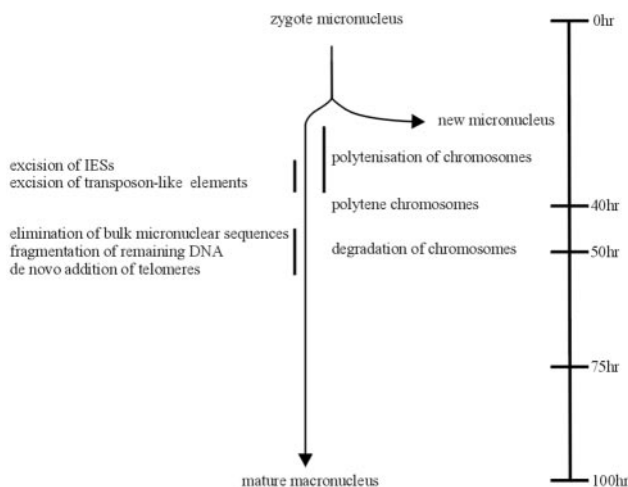 zygote micronucleus
0hr
new micronucleus
excision of IESs
excision of transposon-like elements
polytenisation of chromosomes
polytene chromosomes
40hr
elimination of bulk micronuclear sequences
fragmentation of remaining DNA
de novo addition of telomeres
degradation of chromosomes
50hr
75hr
mature macronucleus
100hr